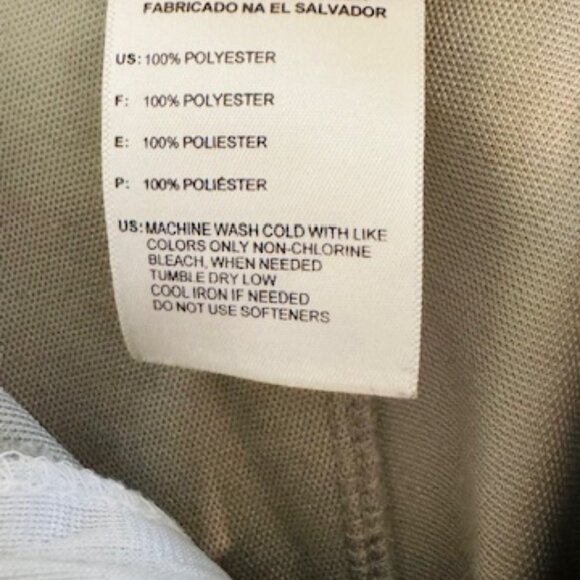 FABRICADO NA EL SALVADOR
US: 100% POLYESTER
F: 100% POLYESTER
E: 100% POLIESTER
P: 100% POLIÉSTER
US: MACHINE WASH COLD WITH LIKE
COLORS ONLY NON-CHLORINE
BLEACH, WHEN NEEDED
TUMBLE DRY LOW
COOL IRON IF NEEDED
DO NOT USE SOFTENERS